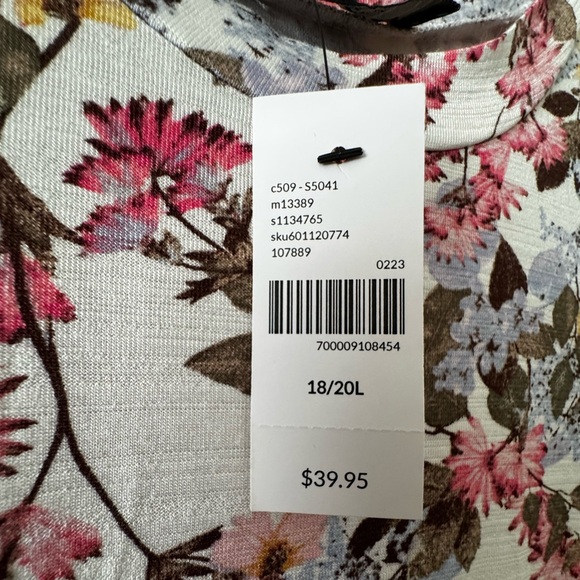 c509 - S5041
m13389
s1134765
sku601120774
107889
0223
700009108454
18/20L
$39.95